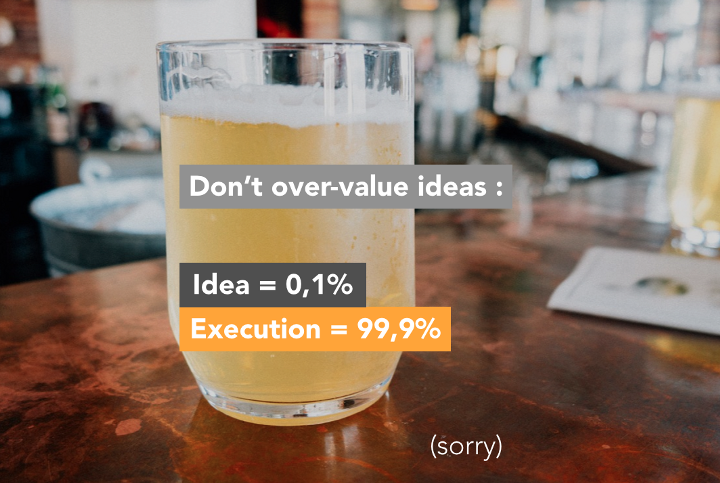 Don’t over-value ideas :
Idea = 0,1%
Execution = 99,9%
(sorry)